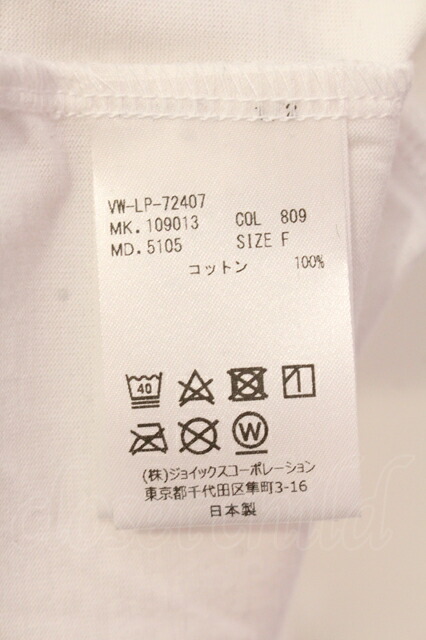 VW-LP-72407
MK. 109013 COL 809
MD. 5105 SIZE F
コットン 100%
40
W
(株)ジョイックスコーポレーション
東京都千代田区隼町3-16
日本製